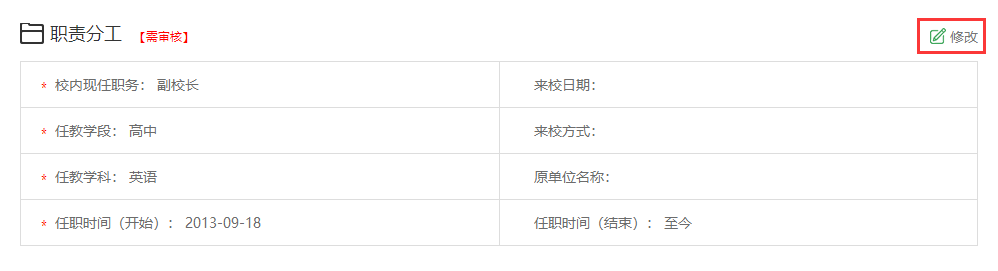 职责分工 【需审核】 修改
* 校内现任职务： 副校长 来校日期：
* 任教学段： 高中 来校方式：
* 任教学科： 英语 原单位名称：
* 任职时间（开始）： 2013-09-18 任职时间（结束）： 至今